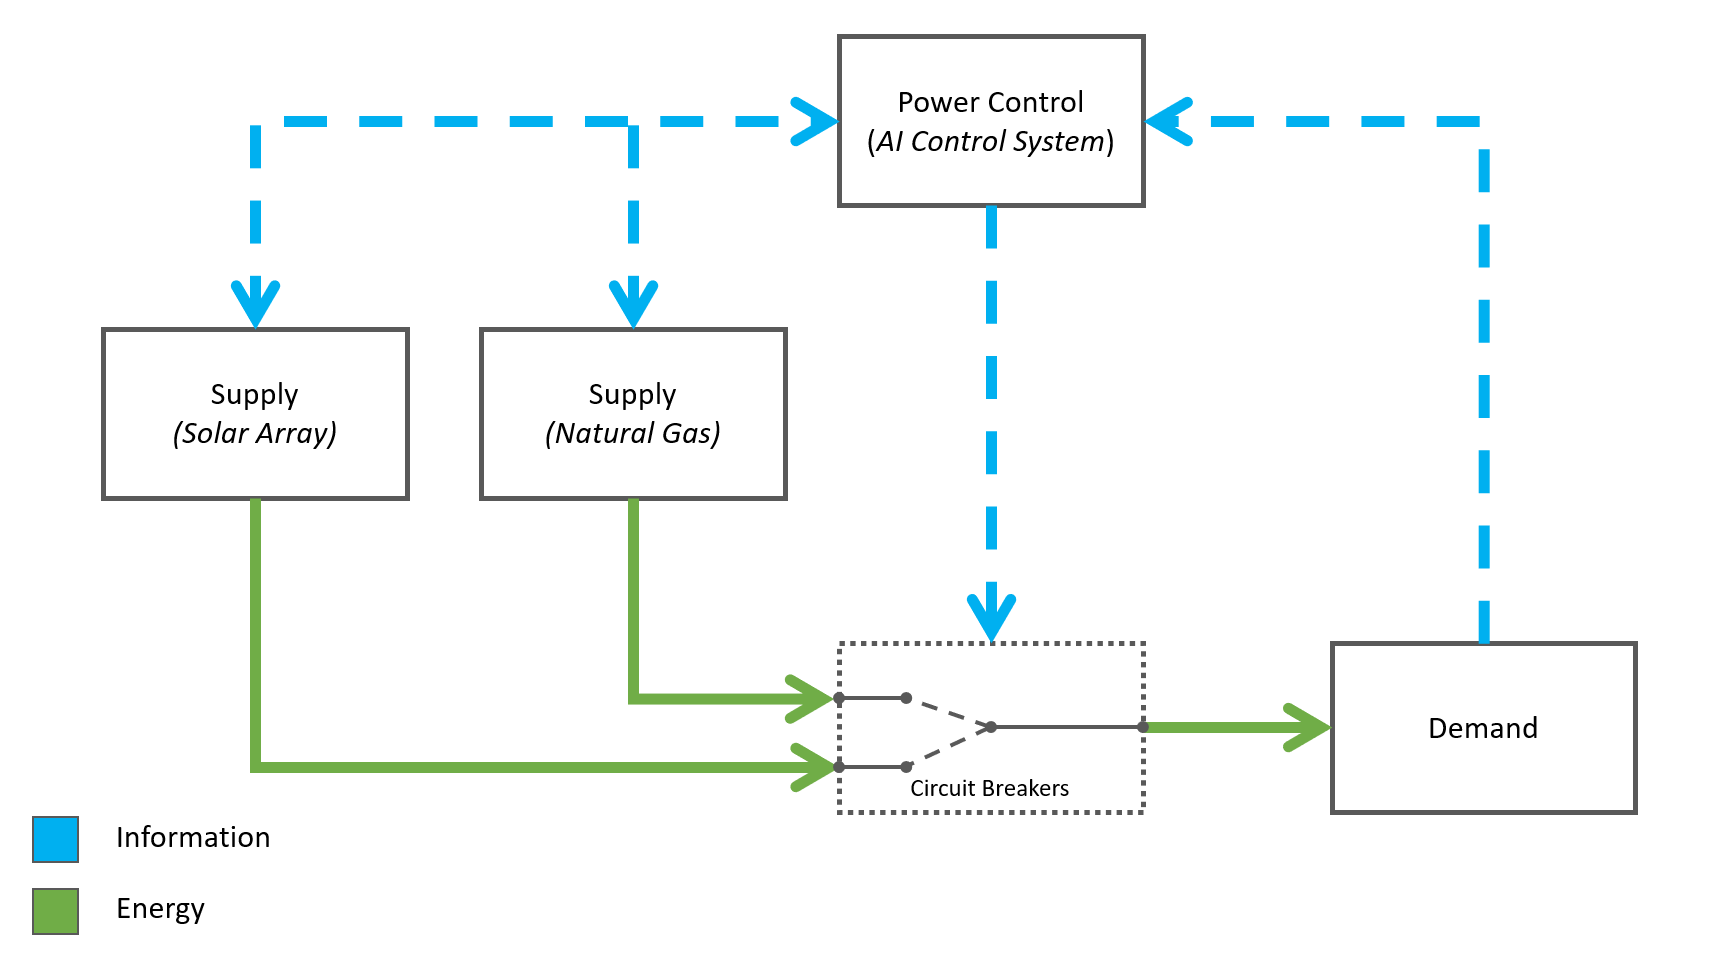 Power Control
(AI Control System)
Supply
(Solar Array)
Supply
(Natural Gas)
Circuit Breakers
Demand
Information
Energy